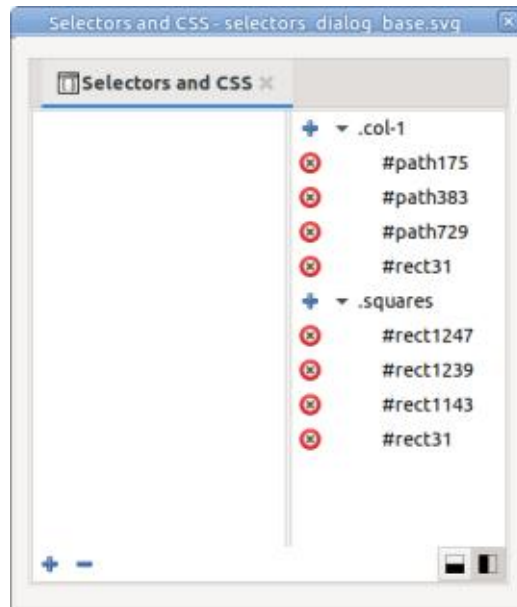 Selectors and CSS - selectors_dialog_base.svg
Selectors and CSS
.col-1
#path175
#path383
#path729
#rect31
.squares
#rect1247
#rect1239
#rect1143
#rect31